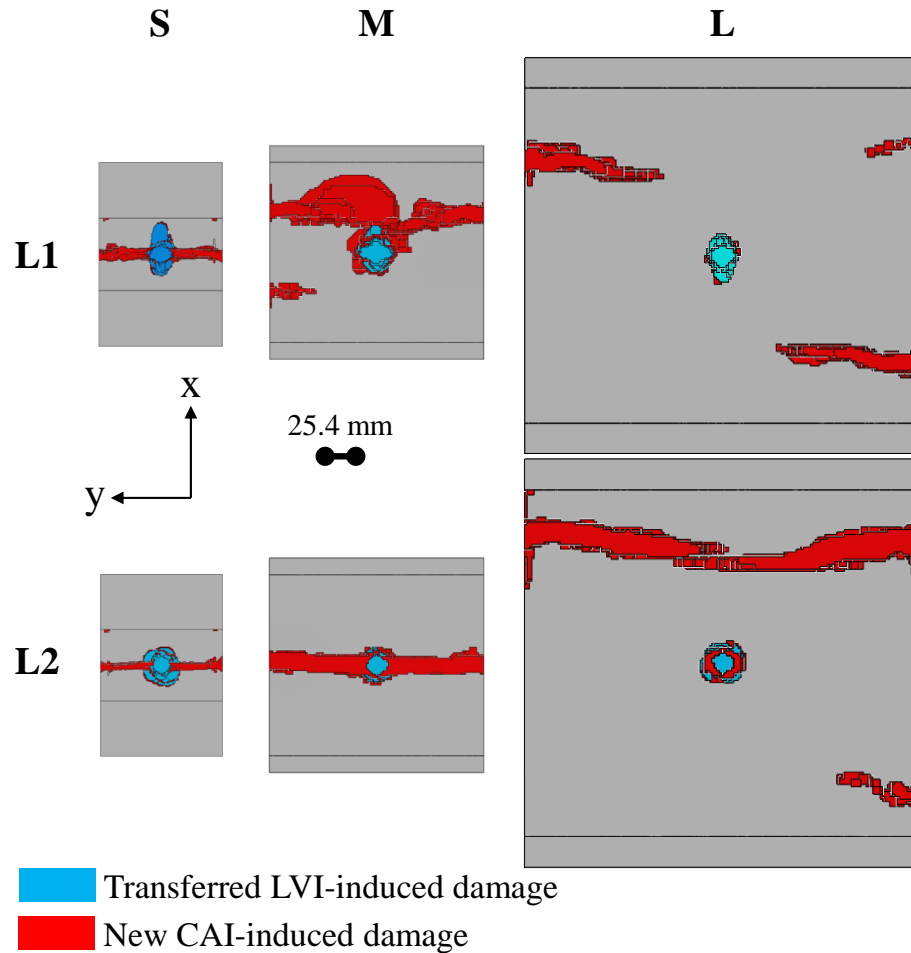 S M L
L1
x
25.4 mm
y
L2
Transferred LVI-induced damage
New CAI-induced damage